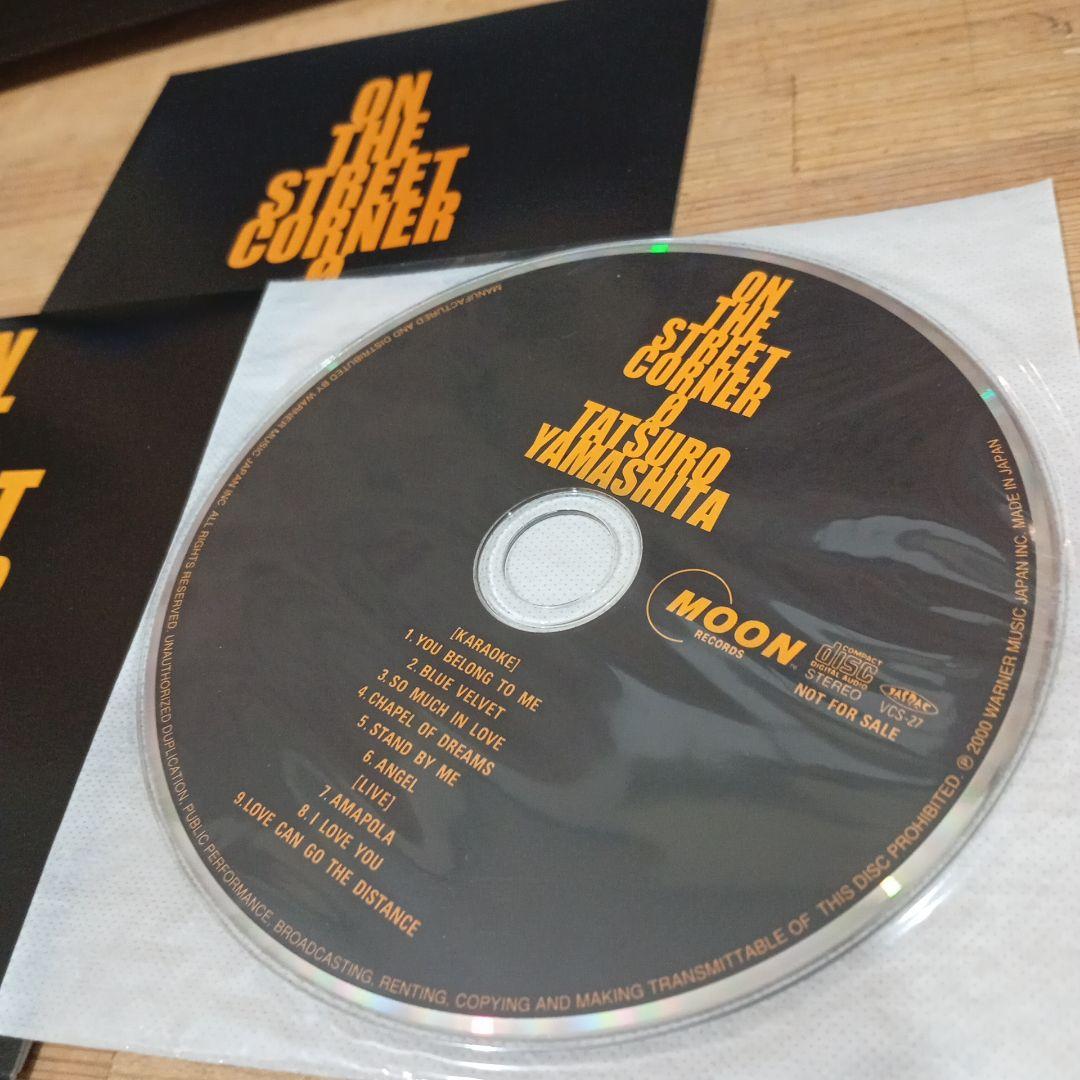 ON
THE
STREET
CORNER
ON
THE
STREET
CORNER
Ø
TATSURO
YAMASHITA
MOON
RECORDS
COMPACT
disc
DIGITAL AUDIO
STEREO
VCS-27
NOT FOR SALE
[KARAOKE]
1.YOU BELONG TO ME
2.BLUE VELVET
3.SO MUCH IN LOVE
4.CHAPEL OF DREAMS
5.STAND BY ME
6.ANGEL
[LIVE]
7.AMAPOLA
8.I LOVE YOU
9.LOVE CAN GO THE DISTANCE
MANUFACTURED AND DISTRIBUTED BY WARNER MUSIC JAPAN INC. ALL RIGHTS RESERVED. UNAUTHORIZED DUPLICATION, PUBLIC PERFORMANCE, BROADCASTING, RENTING, COPYING AND MAKING TRANSMITTABLE OF THIS DISC PROHIBITED. ℗ 2000 WARNER MUSIC JAPAN INC. MADE IN JAPAN